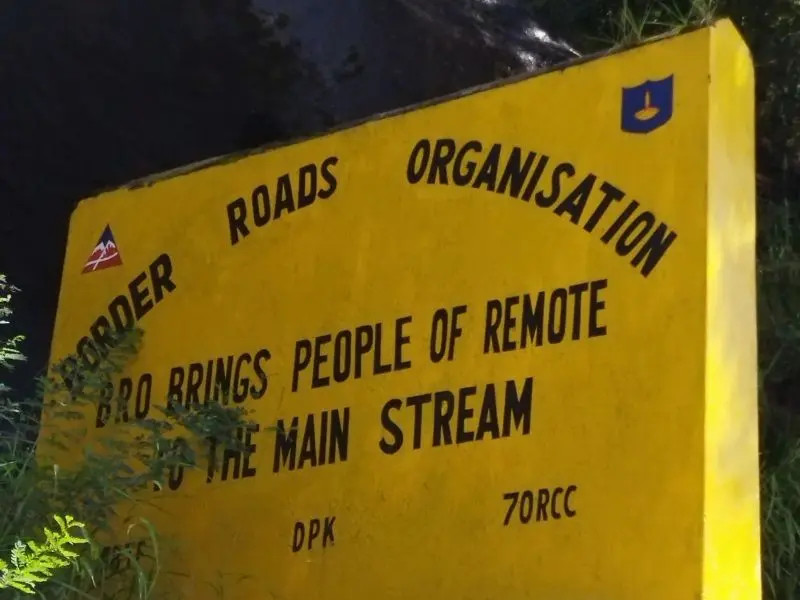 BORDER ROADS ORGANISATION
BRO BRINGS PEOPLE OF REMOTE
TO THE MAIN STREAM
DPK 70RCC